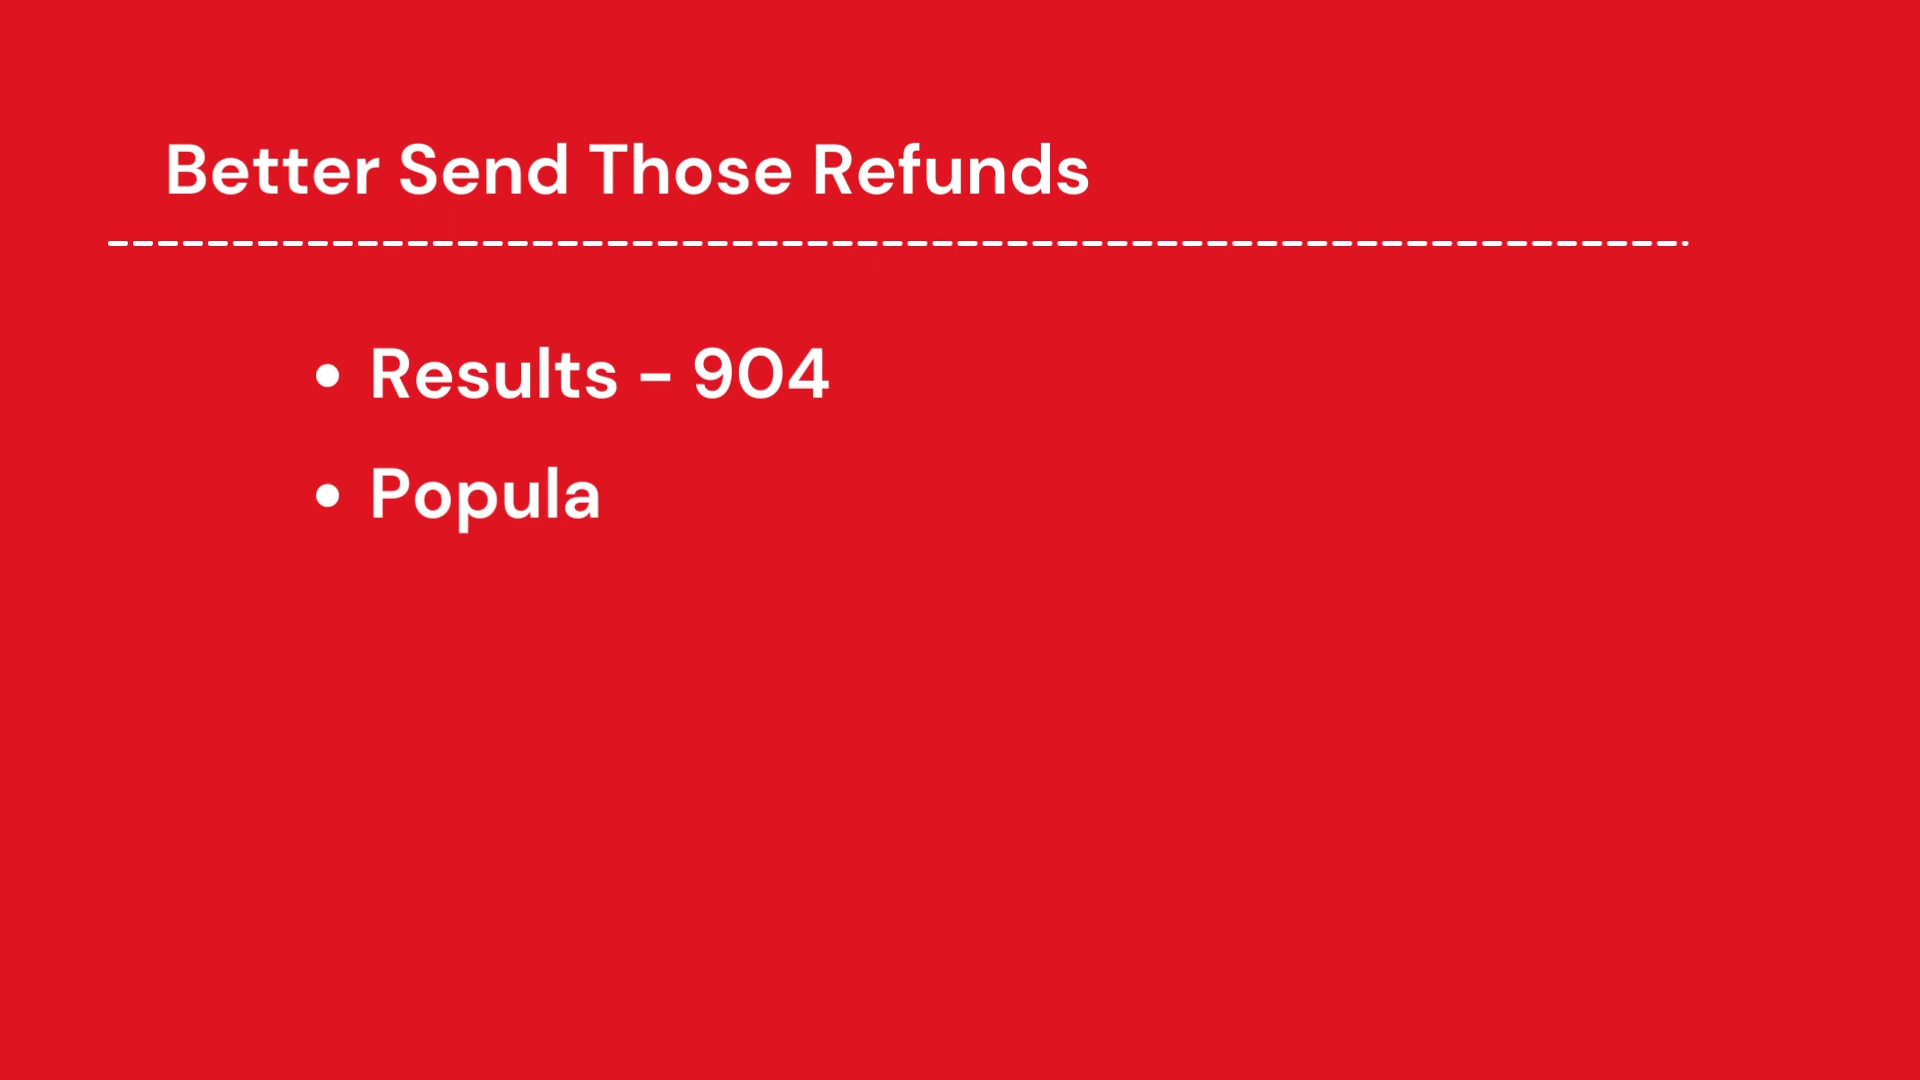 Better Send Those Refunds
• Results - 904
• Popula